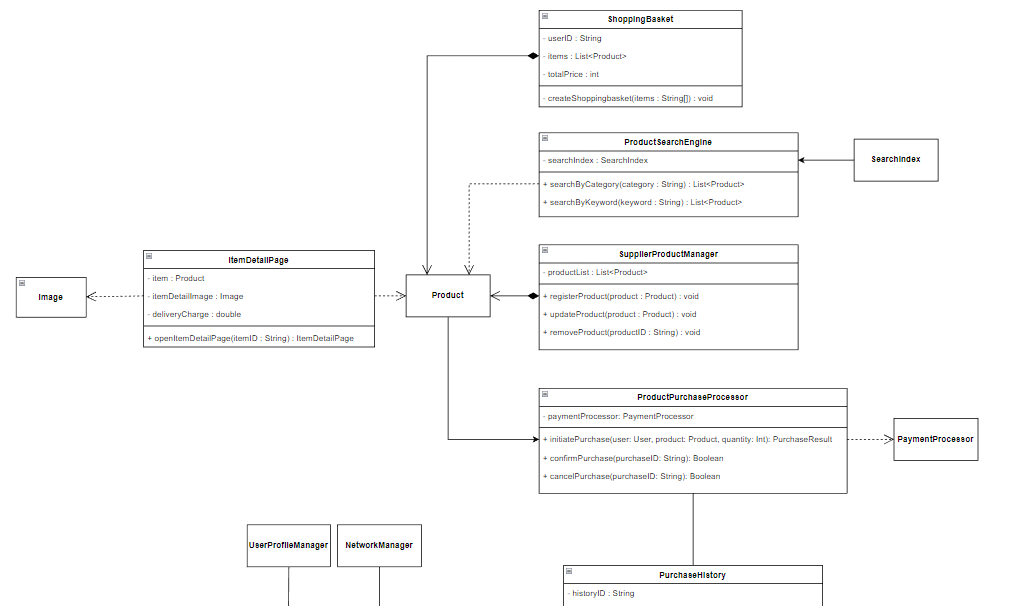 ShoppingBasket
- userID : String
- items : List<Product>
- totalPrice : int
- createShoppingbasket(items : String[]) : void
ProductSearchEngine
- searchIndex : SearchIndex
+ searchByCategory(category : String) : List<Product>
+ searchByKeyword(keyword : String) : List<Product>
SearchIndex
SupplierProductManager
- productList : List<Product>
+ registerProduct(product : Product) : void
+ updateProduct(product : Product) : void
+ removeProduct(productID : String) : void
ItemDetailPage
- item : Product
- itemDetailImage : Image
- deliveryCharge : double
+ openItemDetailPage(itemID : String) : ItemDetailPage
Image
Product
ProductPurchaseProcessor
- paymentProcessor: PaymentProcessor
+ initiatePurchase(user: User, product: Product, quantity: Int): PurchaseResult
+ confirmPurchase(purchaseID: String): Boolean
+ cancelPurchase(purchaseID: String): Boolean
PaymentProcessor
UserProfileManager
NetworkManager
PurchaseHistory
- historyID : String